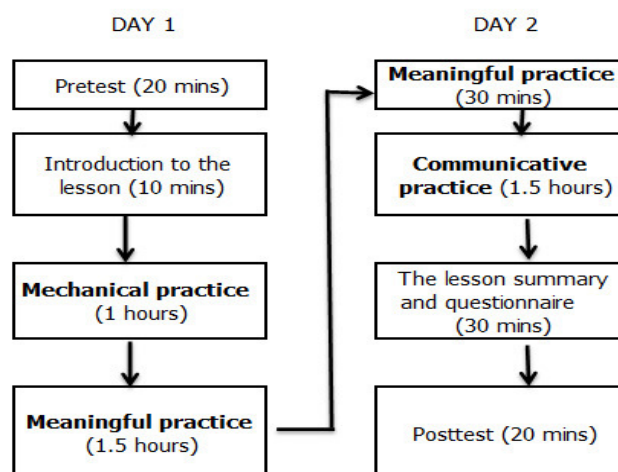 DAY 1
Pretest (20 mins)
Introduction to the
lesson (10 mins)
Mechanical practice
(1 hours)
Meaningful practice
(1.5 hours)
DAY 2
Meaningful practice
(30 mins)
Communicative
practice (1.5 hours)
The lesson summary
and questionnaire
(30 mins)
Posttest (20 mins)